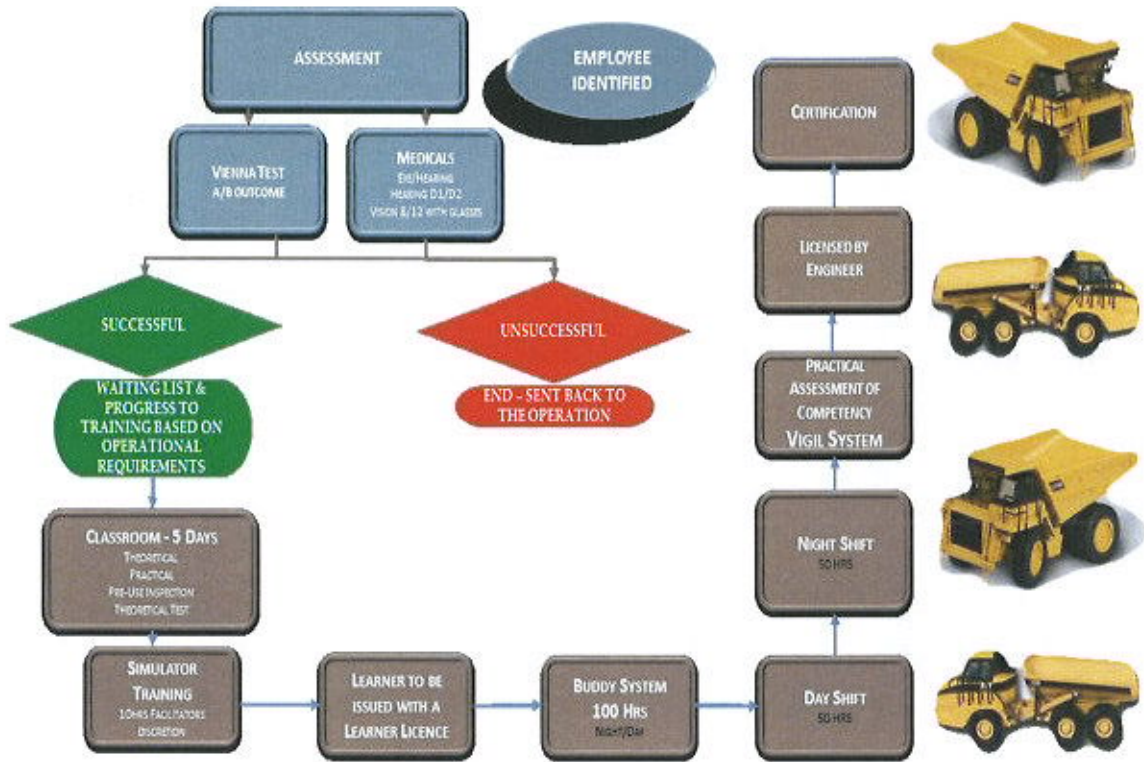 ASSESSMENT
EMPLOYEE
IDENTIFIED
VIENNA TEST
A/B OUTCOME
MEDICALS
EYE/HEARING
HEARING D1/D2
VISION 8/12 WITH GLASSES
SUCCESSFUL
UNSUCCESSFUL
WAITING LIST &
PROGRESS TO
TRAINING BASED ON
OPERATIONAL
REQUIREMENTS
END – SENT BACK TO
THE OPERATION
CLASSROOM - 5 DAYS
THEORETICAL
PRACTICAL
PRE-USE INSPECTION
THEORETICAL TEST
SIMULATOR
TRAINING
10HRS FACILITATORS
DISCRETION
LEARNER TO BE
ISSUED WITH A
LEARNER LICENCE
BUDDY SYSTEM
100 HRS
NIGHT/DAY
DAY SHIFT
50 HRS
NIGHT SHIFT
50 HRS
PRACTICAL
ASSESSMENT OF
COMPETENCY
VIGIL SYSTEM
LICENSED BY
ENGINEER
CERTIFICATION